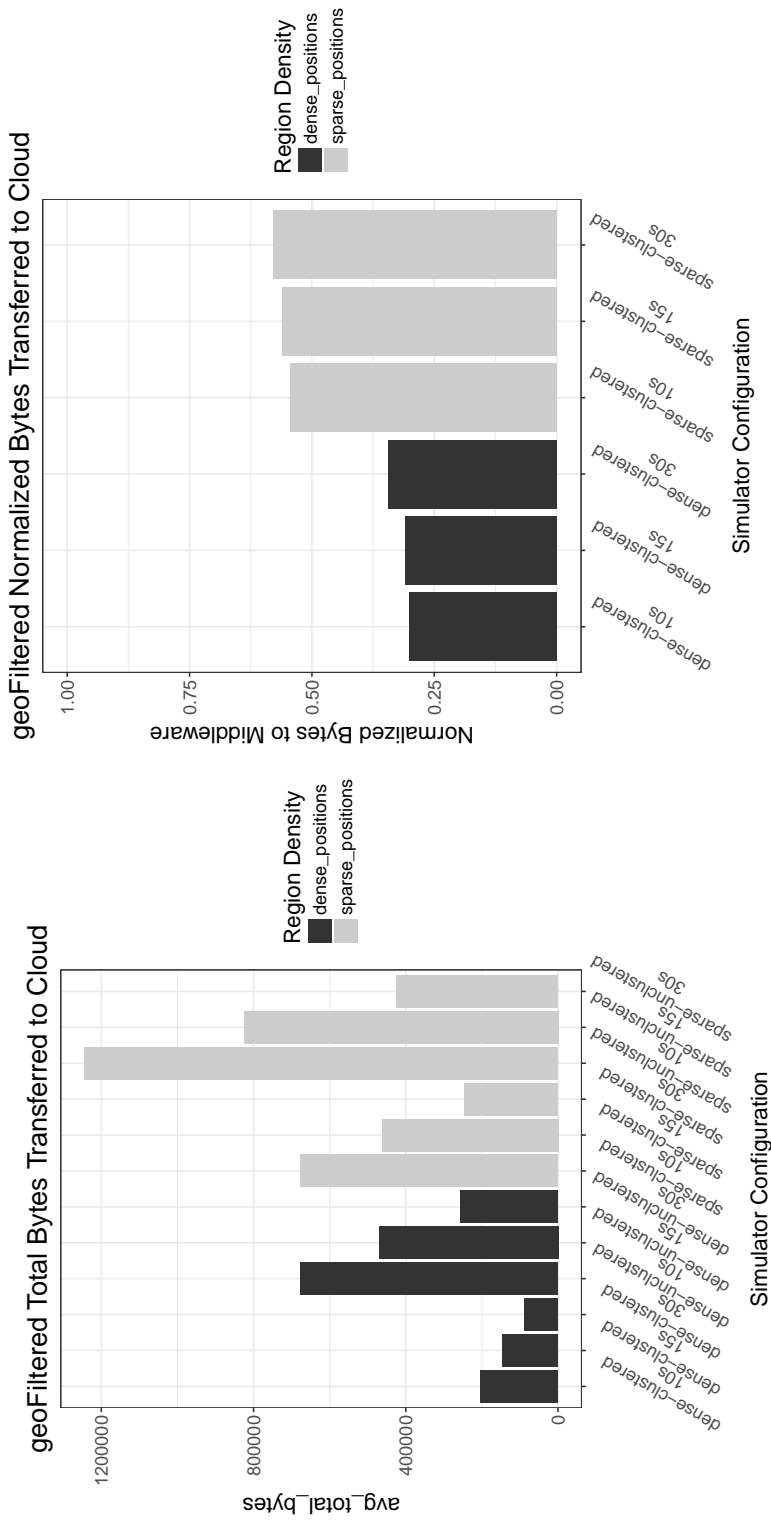 geoFiltered Total Bytes Transferred to Cloud
avg_total_bytes
1200000
800000
400000
0
dense−clustered
10s
dense−clustered
15s
dense−clustered
30s
dense−unclustered
10s
dense−unclustered
15s
dense−unclustered
30s
sparse−clustered
10s
sparse−clustered
15s
sparse−clustered
30s
sparse−unclustered
10s
sparse−unclustered
15s
sparse−unclustered
30s
Simulator Configuration
Region Density
dense_positions
sparse_positions
geoFiltered Normalized Bytes Transferred to Cloud
Normalized Bytes to Middleware
1.00
0.75
0.50
0.25
0.00
dense−clustered
10s
dense−clustered
15s
dense−clustered
30s
sparse−clustered
10s
sparse−clustered
15s
sparse−clustered
30s
Simulator Configuration
Region Density
dense_positions
sparse_positions